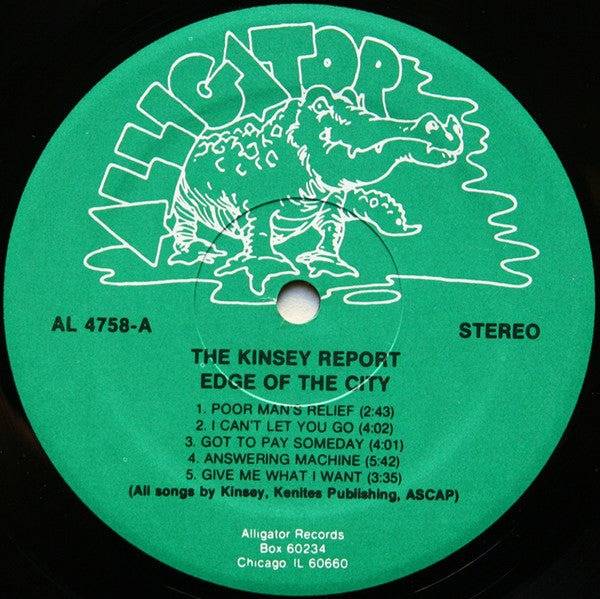 ALLIGATOR
AL 4758-A
STEREO
THE KINSEY REPORT
EDGE OF THE CITY
1. POOR MAN'S RELIEF (2:43)
2. I CAN'T LET YOU GO (4:02)
3. GOT TO PAY SOMEDAY (4:01)
4. ANSWERING MACHINE (5:42)
5. GIVE ME WHAT I WANT (3:35)
(All songs by Kinsey, Kenites Publishing, ASCAP)
Alligator Records
Box 60234
Chicago IL 60660